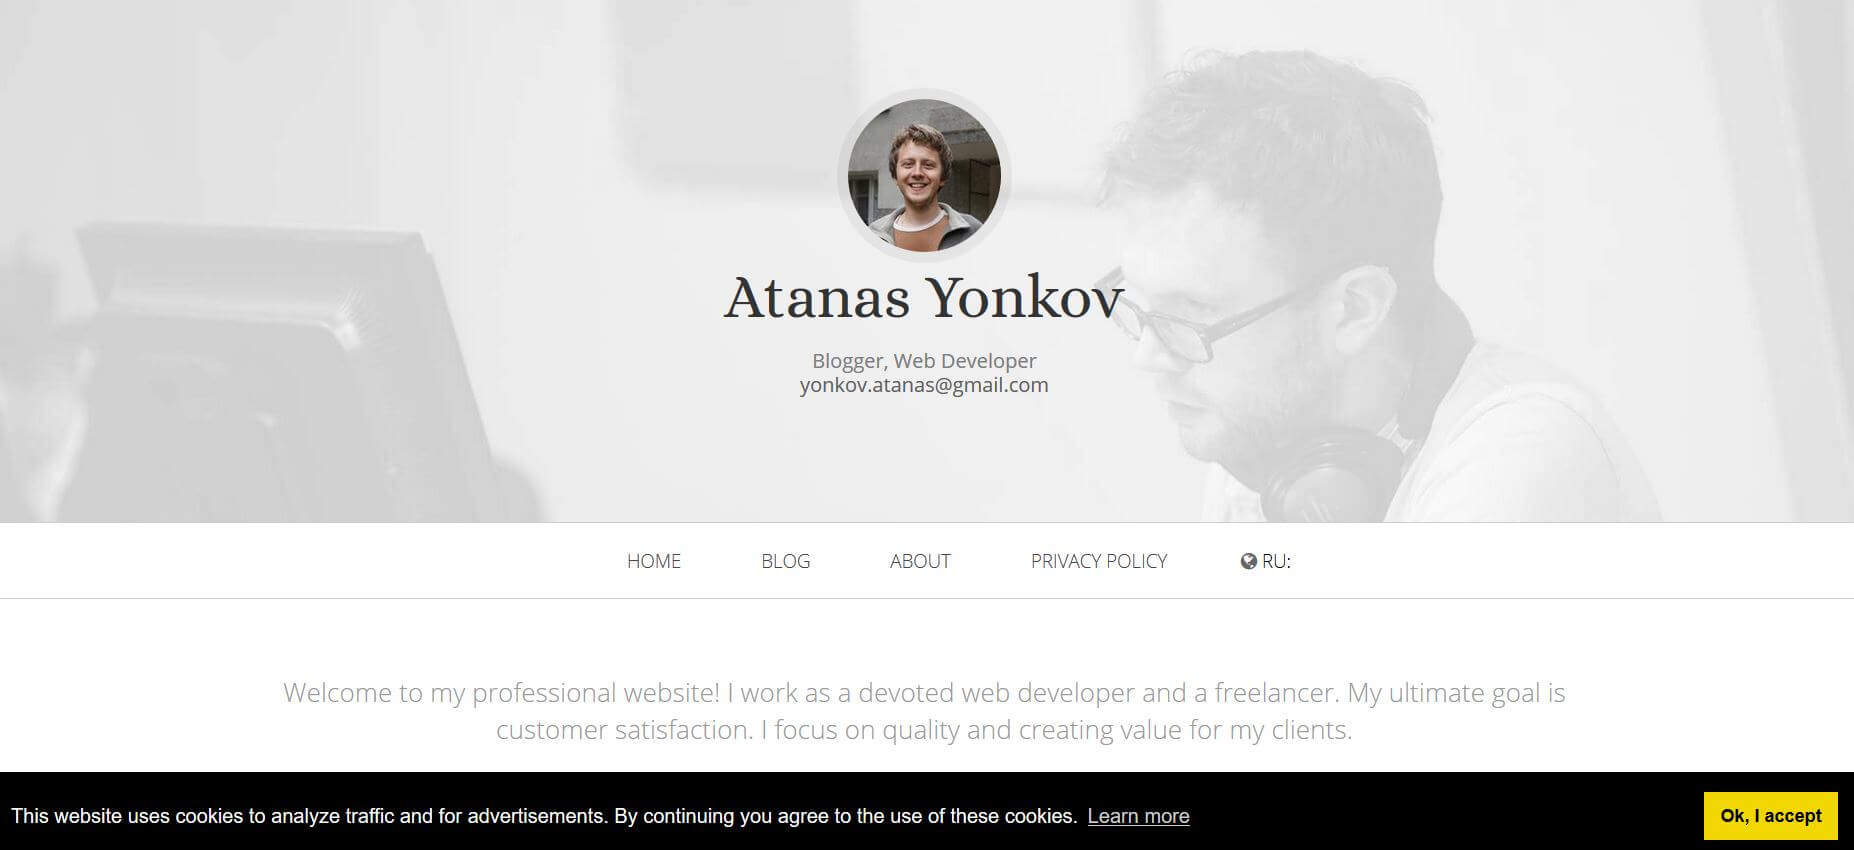 Atanas Yonkov
Blogger, Web Developer
yonkov.atanas@gmail.com
HOME BLOG ABOUT PRIVACY POLICY RU:
Welcome to my professional website! I work as a devoted web developer and a freelancer. My ultimate goal is
customer satisfaction. I focus on quality and creating value for my clients.
This website uses cookies to analyze traffic and for advertisements. By continuing you agree to the use of these cookies. Learn more Ok, I accept